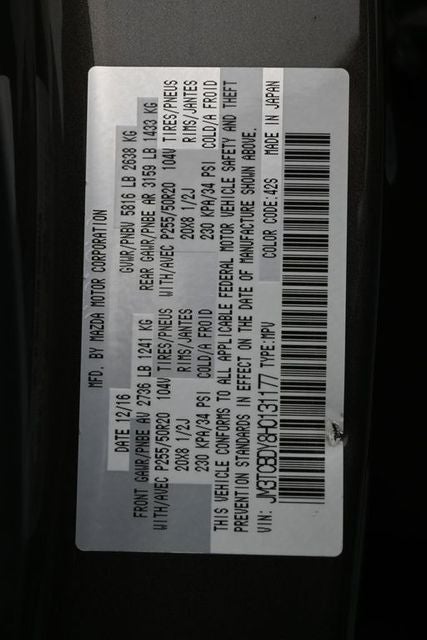 MFD. BY MAZDA MOTOR CORPORATION
DATE 12/16 GVWR/PNBV 5816 LB 2638 KG
FRONT GAWR/PNBE AV 2736 LB 1241 KG REAR GAWR/PNBE AR 3159 LB 1433 KG
WITH/AVEC P255/50R20 104V TIRES/PNEUS WITH/AVEC P255/50R20 104V TIRES/PNEUS
20X8 1/2J RIMS/JANTES 20X8 1/2J RIMS/JANTES
230 KPA/34 PSI COLD/A FROID 230 KPA/34 PSI COLD/A FROID
THIS VEHICLE CONFORMS TO ALL APPLICABLE FEDERAL MOTOR VEHICLE SAFETY AND THEFT
PREVENTION STANDARDS IN EFFECT ON THE DATE OF MANUFACTURE SHOWN ABOVE.
VIN: JM3TCBDY8H0131177 TYPE:MPV COLOR CODE:42S MADE IN JAPAN